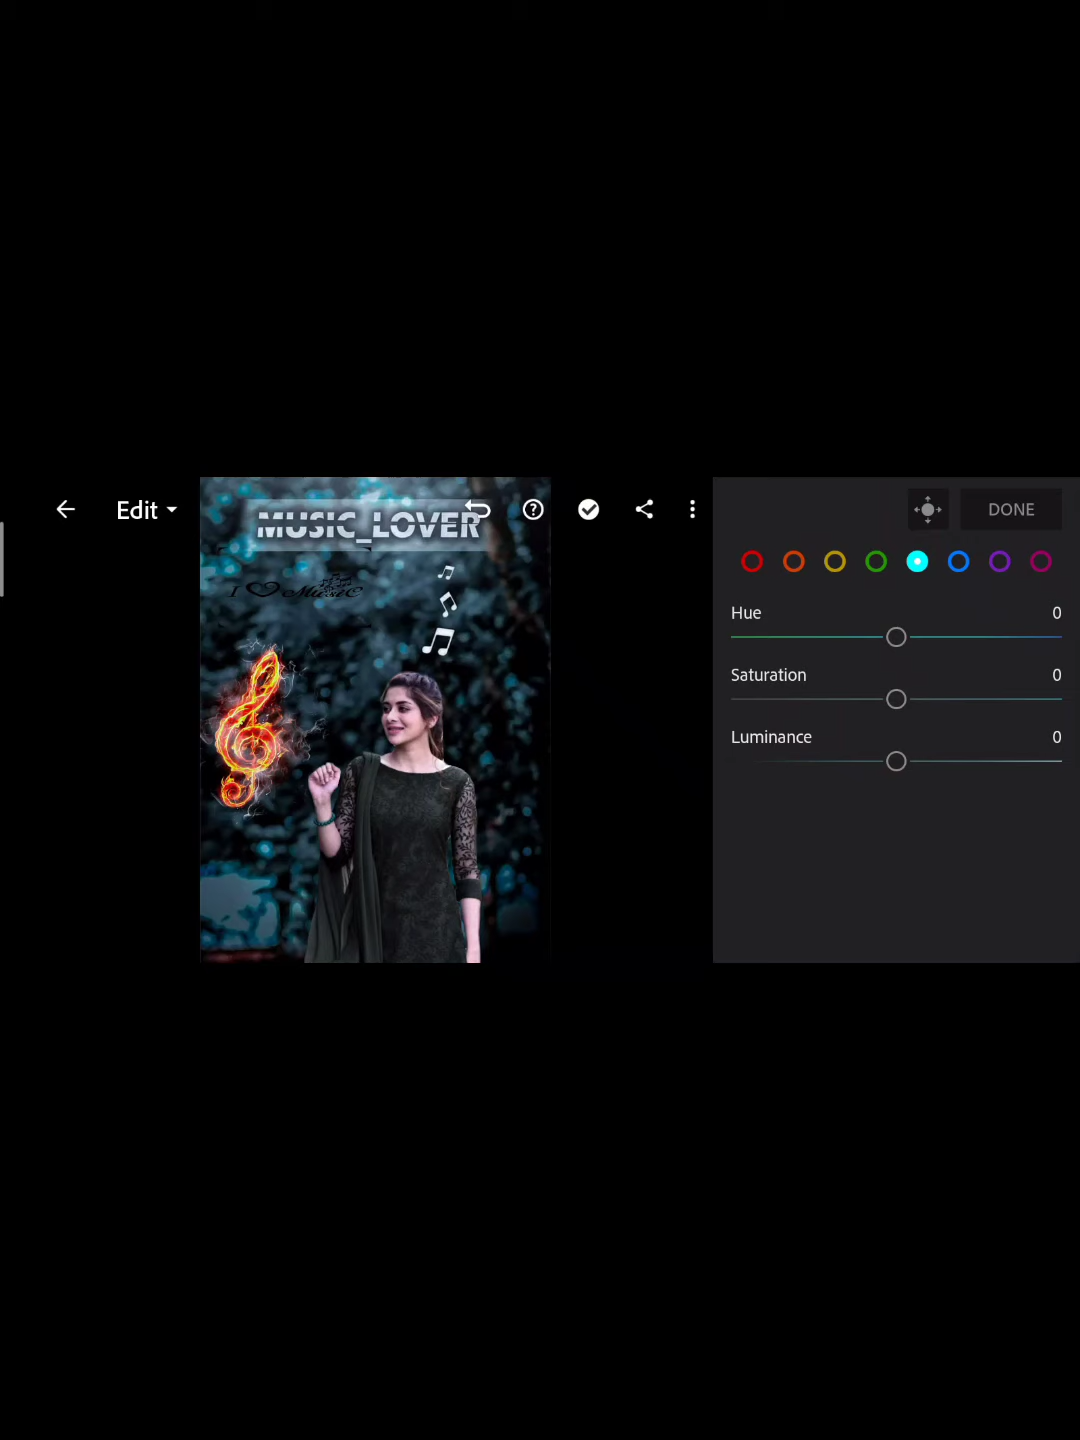 Edit
MUSIC_LOVER
DONE
I Music
Hue 0
Saturation 0
Luminance 0